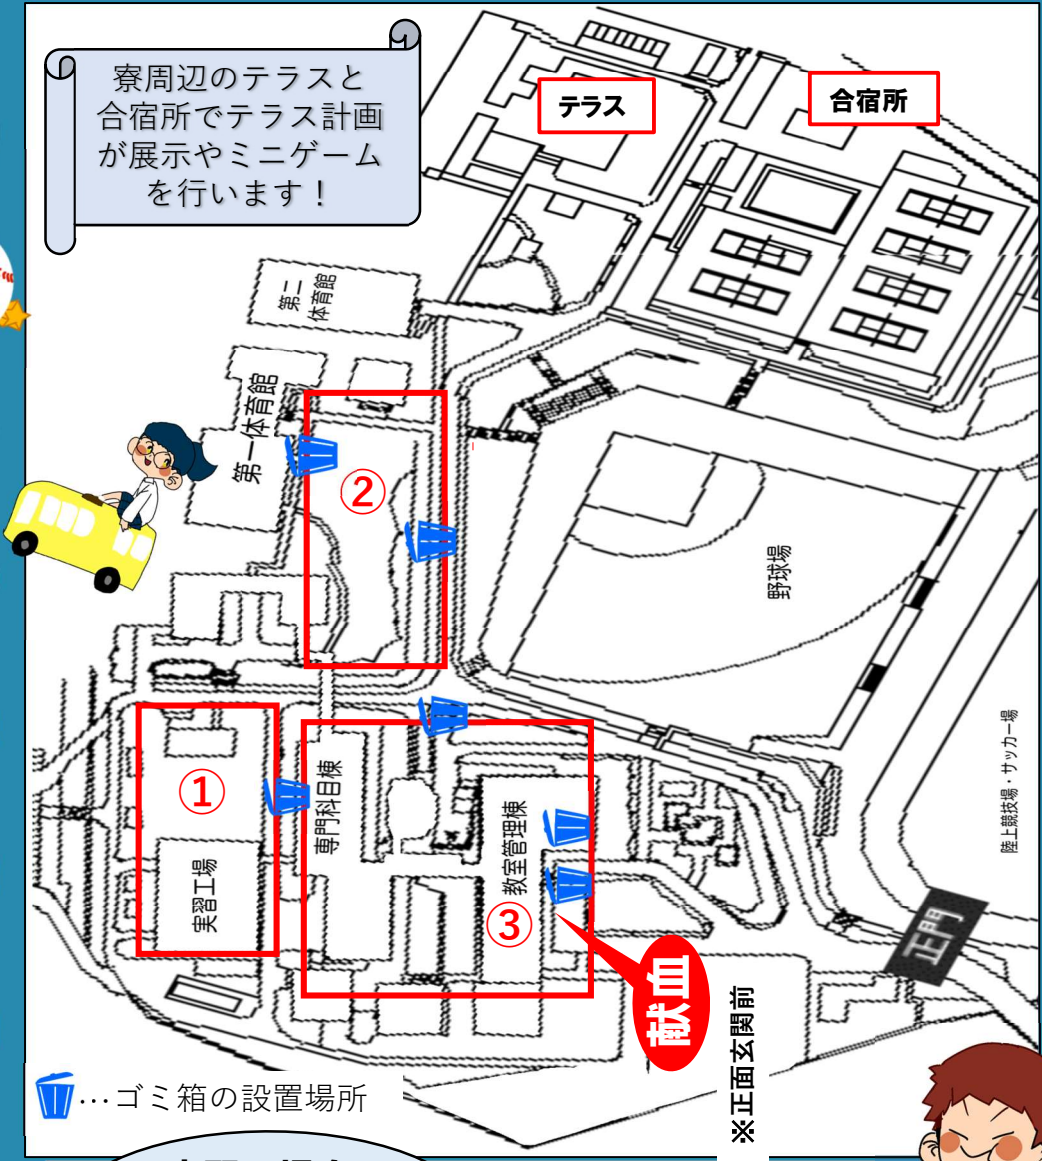 寮周辺のテラスと
合宿所でテラス計画
が展示やミニゲーム
を行います！
テラス
合宿所
第二
体育館
第一体育館
②
野球場
①
実習工場
専門科目棟
教室管理棟
③
陸上競技場・サッカー場
正門
献血
※正面玄関前
…ゴミ箱の設置場所